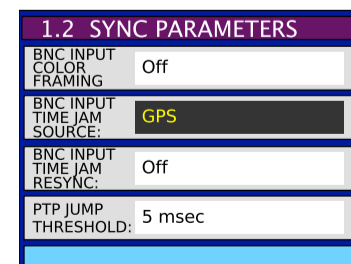 1.2 SYNC PARAMETERS
BNC INPUT
COLOR
FRAMING
Off
BNC INPUT
TIME JAM
SOURCE:
GPS
BNC INPUT
TIME JAM
RESYNC:
Off
PTP JUMP
THRESHOLD:
5 msec